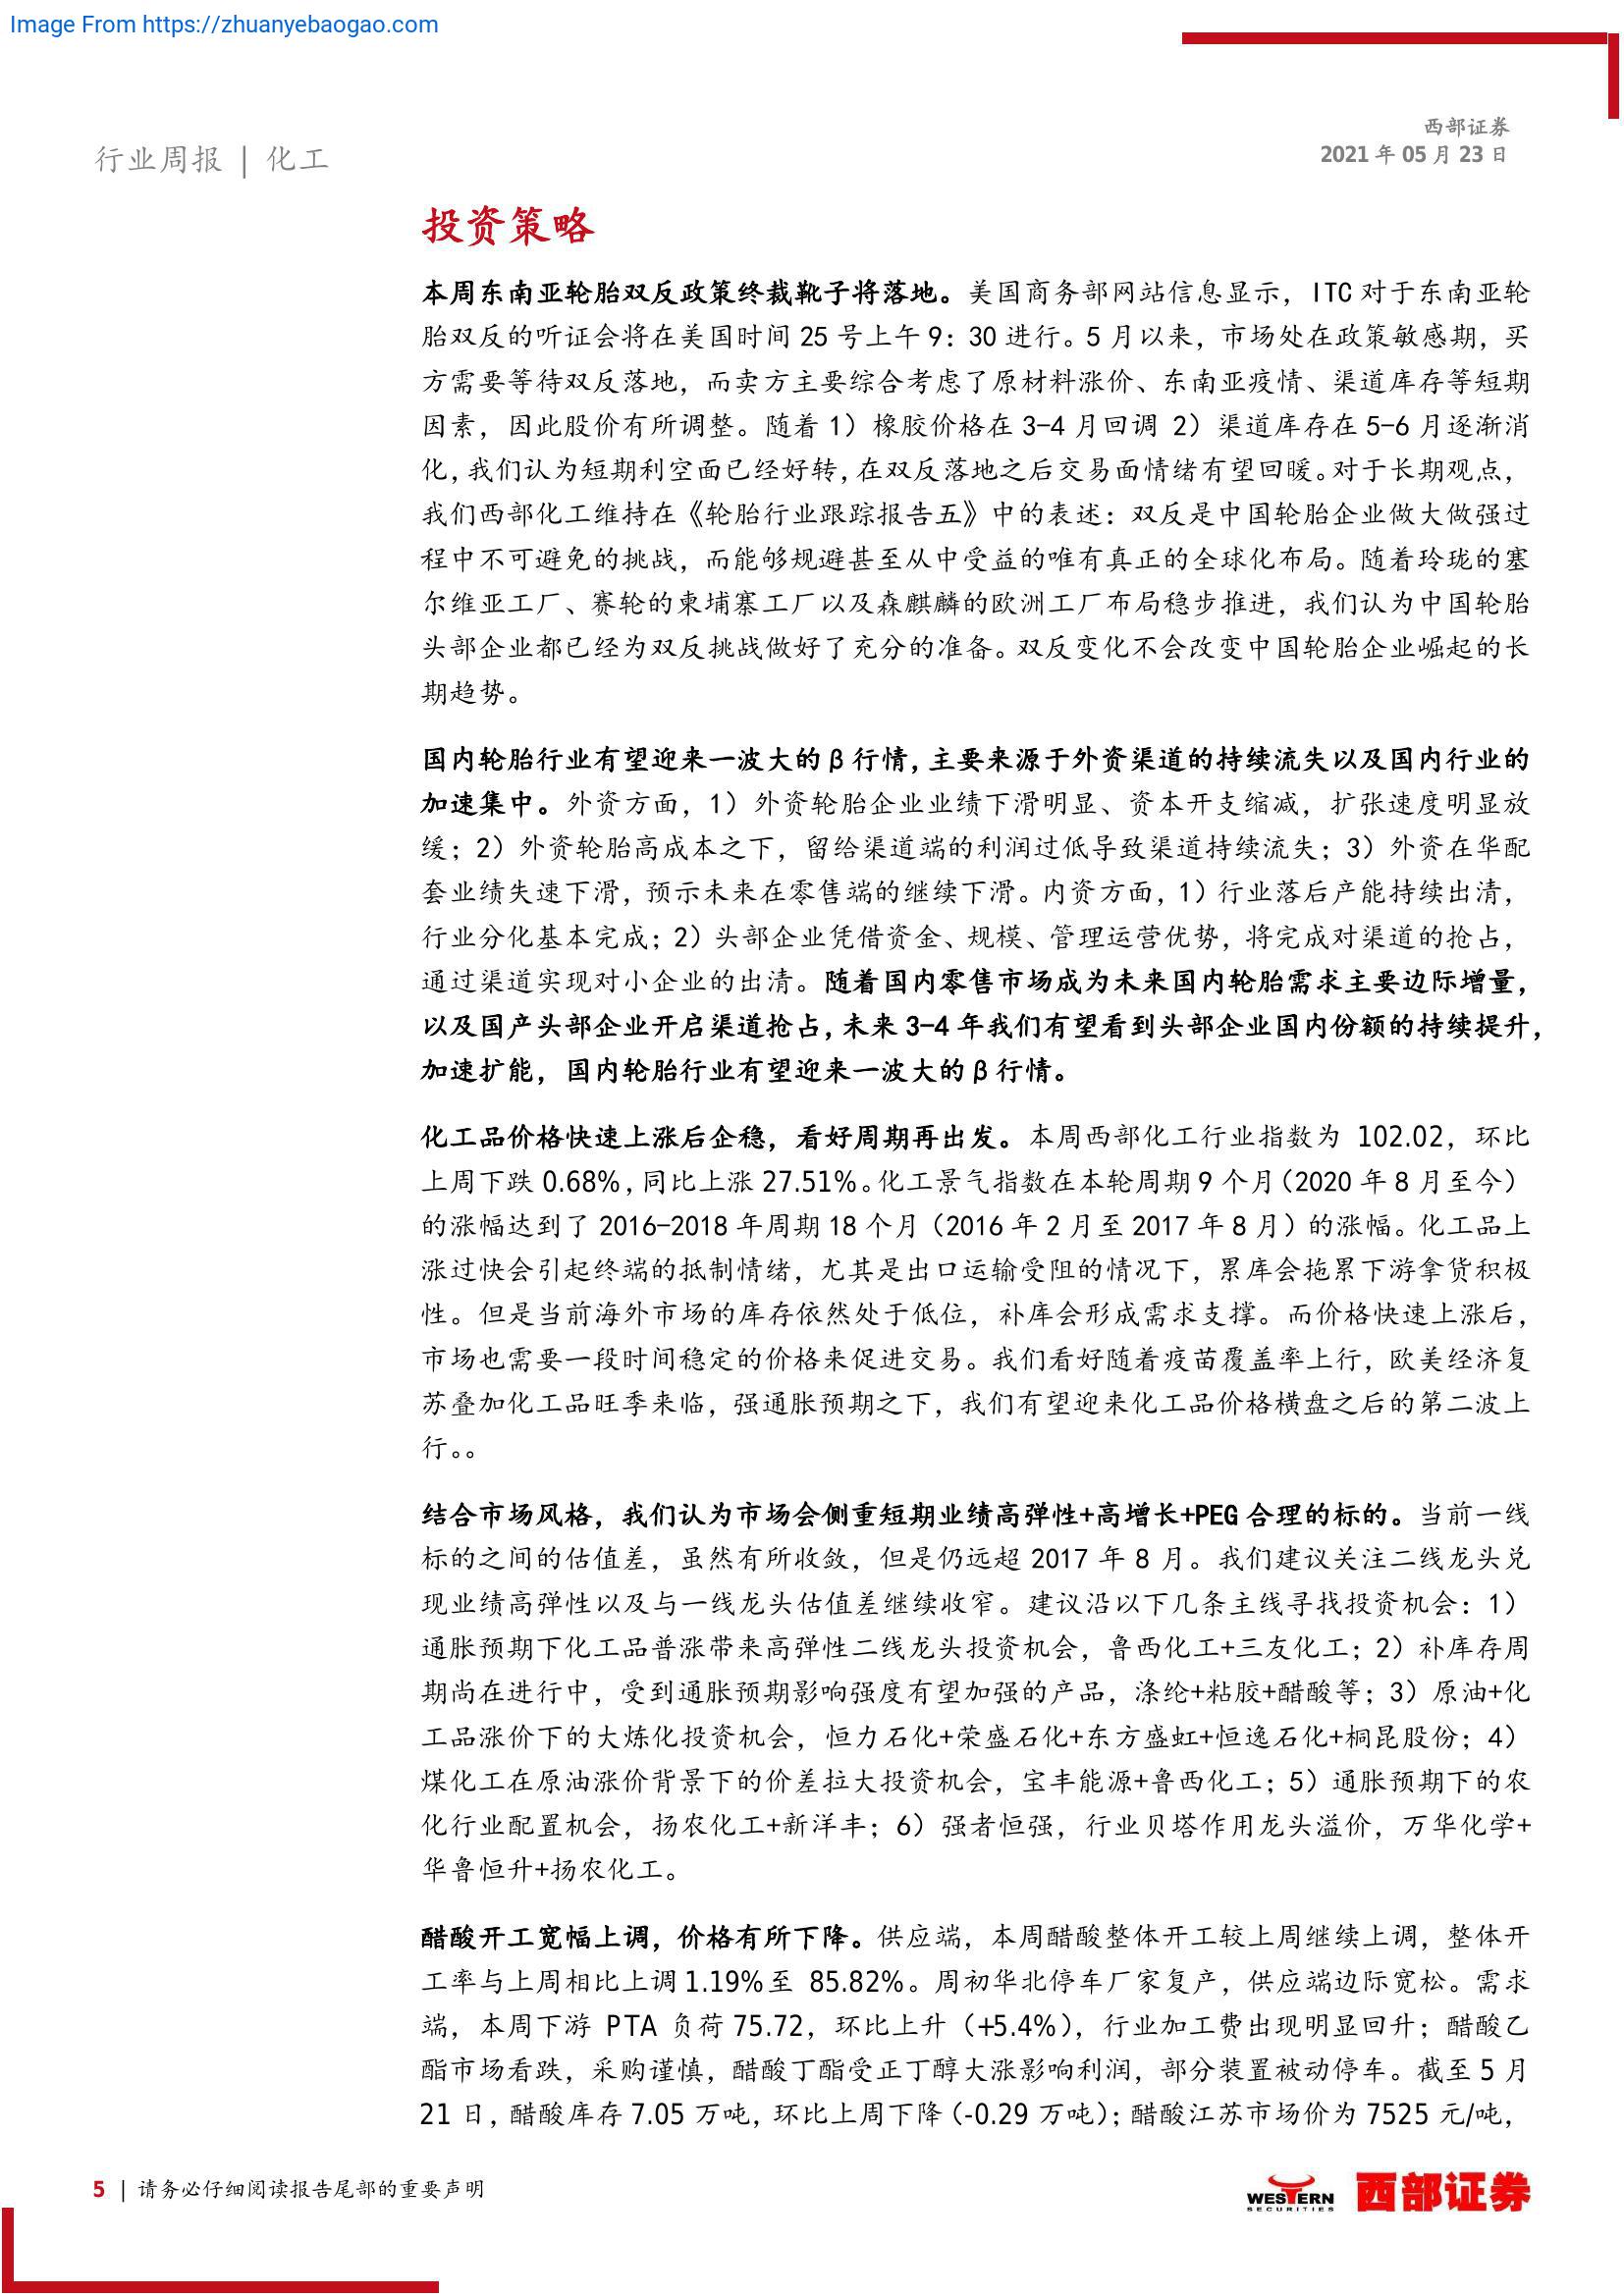 Image From https://zhuanyebaogao.com
西部证券
2021 年 05 月 23 日
行业周报 | 化工
投资策略
本周东南亚轮胎双反政策终裁靴子将落地。美国商务部网站信息显示，ITC 对于东南亚轮
胎双反的听证会将在美国时间 25 号上午 9：30 进行。5 月以来，市场处在政策敏感期，买
方需要等待双反落地，而卖方主要综合考虑了原材料涨价、东南亚疫情、渠道库存等短期
因素，因此股价有所调整。随着 1）橡胶价格在 3-4 月回调 2）渠道库存在 5-6 月逐渐消
化，我们认为短期利空面已经好转，在双反落地之后交易面情绪有望回暖。对于长期观点，
我们西部化工维持在《轮胎行业跟踪报告五》中的表述：双反是中国轮胎企业做大做强过
程中不可避免的挑战，而能够规避甚至从中受益的唯有真正的全球化布局。随着玲珑的塞
尔维亚工厂、赛轮的柬埔寨工厂以及森麒麟的欧洲工厂布局稳步推进，我们认为中国轮胎
头部企业都已经为双反挑战做好了充分的准备。双反变化不会改变中国轮胎企业崛起的长
期趋势。
国内轮胎行业有望迎来一波大的 β 行情，主要来源于外资渠道的持续流失以及国内行业的
加速集中。外资方面，1）外资轮胎企业业绩下滑明显、资本开支缩减，扩张速度明显放
缓；2）外资轮胎高成本之下，留给渠道端的利润过低导致渠道持续流失；3）外资在华配
套业绩失速下滑，预示未来在零售端的继续下滑。内资方面，1）行业落后产能持续出清，
行业分化基本完成；2）头部企业凭借资金、规模、管理运营优势，将完成对渠道的抢占，
通过渠道实现对小企业的出清。随着国内零售市场成为未来国内轮胎需求主要边际增量，
以及国产头部企业开启渠道抢占，未来 3-4 年我们有望看到头部企业国内份额的持续提升，
加速扩能，国内轮胎行业有望迎来一波大的 β 行情。
化工品价格快速上涨后企稳，看好周期再出发。本周西部化工行业指数为 102.02，环比
上周下跌 0.68%，同比上涨 27.51%。化工景气指数在本轮周期 9 个月（2020 年 8 月至今）
的涨幅达到了 2016-2018 年周期 18 个月（2016 年 2 月至 2017 年 8 月）的涨幅。化工品上
涨过快会引起终端的抵制情绪，尤其是出口运输受阻的情况下，累库会拖累下游拿货积极
性。但是当前海外市场的库存依然处于低位，补库会形成需求支撑。而价格快速上涨后，
市场也需要一段时间稳定的价格来促进交易。我们看好随着疫苗覆盖率上行，欧美经济复
苏叠加化工品旺季来临，强通胀预期之下，我们有望迎来化工品价格横盘之后的第二波上
行。。
结合市场风格，我们认为市场会侧重短期业绩高弹性+高增长+PEG 合理的标的。当前一线
标的之间的估值差，虽然有所收敛，但是仍远超 2017 年 8 月。我们建议关注二线龙头兑
现业绩高弹性以及与一线龙头估值差继续收窄。建议沿以下几条主线寻找投资机会：1）
通胀预期下化工品普涨带来高弹性二线龙头投资机会，鲁西化工+三友化工；2）补库存周
期尚在进行中，受到通胀预期影响强度有望加强的产品，涤纶+粘胶+醋酸等；3）原油+化
工品涨价下的大炼化投资机会，恒力石化+荣盛石化+东方盛虹+恒逸石化+桐昆股份；4）
煤化工在原油涨价背景下的价差拉大投资机会，宝丰能源+鲁西化工；5）通胀预期下的农
化行业配置机会，扬农化工+新洋丰；6）强者恒强，行业贝塔作用龙头溢价，万华化学+
华鲁恒升+扬农化工。
醋酸开工宽幅上调，价格有所下降。供应端，本周醋酸整体开工较上周继续上调，整体开
工率与上周相比上调 1.19%至 85.82%。周初华北停车厂家复产，供应端边际宽松。需求
端，本周下游 PTA 负荷 75.72，环比上升（+5.4%），行业加工费出现明显回升；醋酸乙
酯市场看跌，采购谨慎，醋酸丁酯受正丁醇大涨影响利润，部分装置被动停车。截至 5 月
21 日，醋酸库存 7.05 万吨，环比上周下降（-0.29 万吨）；醋酸江苏市场价为 7525 元/吨，
5 | 请务必仔细阅读报告尾部的重要声明
WESTERN
SECURITIES
西部证券